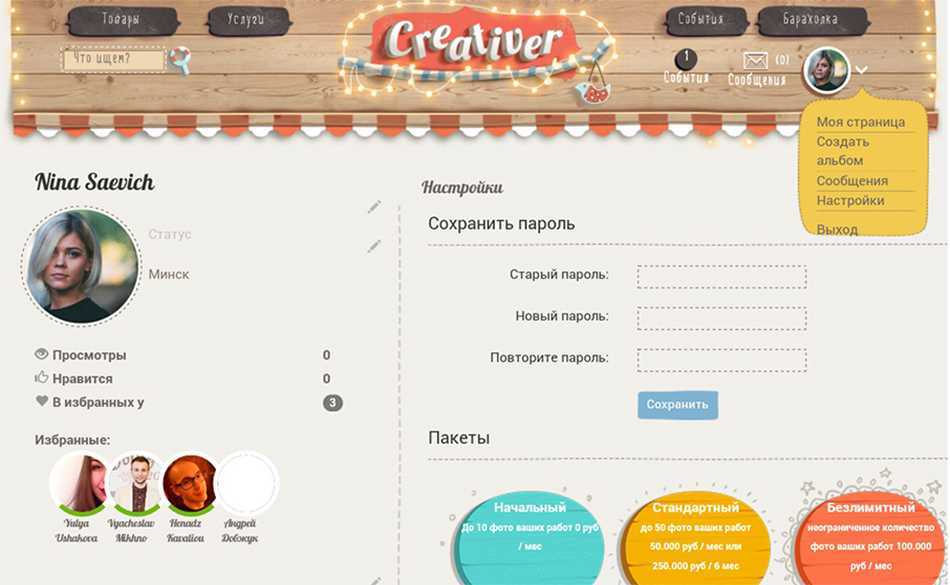 Товары
Услуги
Creativer
События
Барахолка
Что ищем?
1
События
(0)
Сообщения
Моя страница
Создать
альбом
Сообщения
Настройки
Выход
Nina Saevich
Статус
Минск
Просмотры 0
Нравится 0
В избранных у 3
Избранные:
Yulya
Ushakova
Vyacheslav
Mikhno
Henadz
Kavaliou
Андрей
Довжук
Настройки
Сохранить пароль
Старый пароль:
Новый пароль:
Повторите пароль:
Сохранить
Пакеты
Начальный
До 10 фото ваших работ 0 руб
/ мес
Стандартный
до 50 фото ваших работ
50.000 руб / мес или
250.000 руб / 6 мес
Безлимитный
неограниченное количество
фото ваших работ 100.000
руб / мес